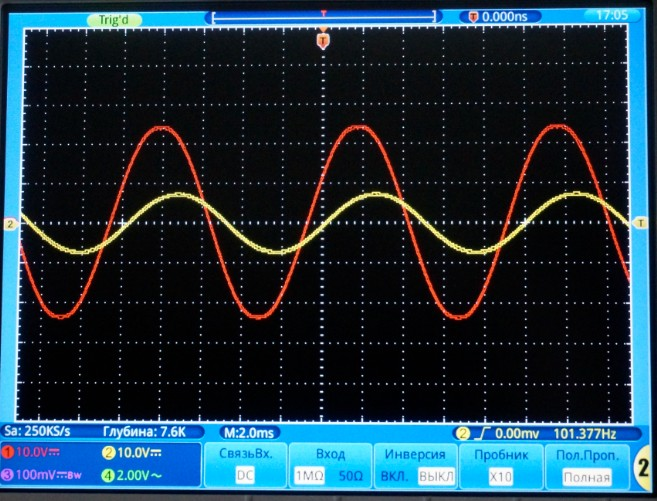 Trig'd T T 0.000ns 17:05
T
2 T
Sa: 250KS/s Глубина: 7.6K M:2.0ms 2 0.00mv 101.377Hz
1 10.0V 2 10.0V СвязьВх. Вход Инверсия Пробник Пол.Проп.
3 100mV BW 4 2.00V~ DC 1MΩ 50Ω ВКЛ. ВЫКЛ X10 Полная 2